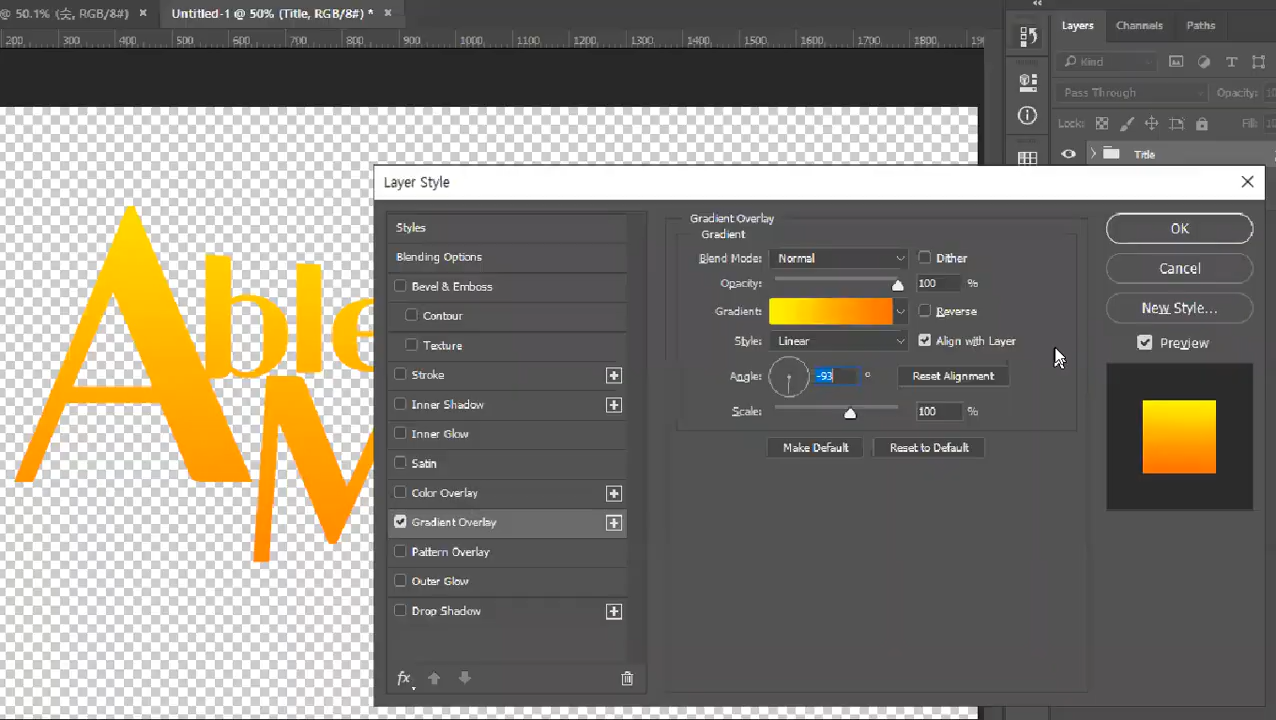 @ 50.1% (숫, RGB/8#) ×
Untitled-1 @ 50% (Title, RGB/8#) * ×
Layers Channels Paths
200 300 400 500 600 700 800 900 1000 1100 1200 1300 1400 1500 1600 1700 1800
Kind
Pass Through Opacity:
Lock: Fill:
Title
Layer Style
Able
M
Styles
Blending Options
Bevel & Emboss
Contour
Texture
Stroke
Inner Shadow
Inner Glow
Satin
Color Overlay
Gradient Overlay
Pattern Overlay
Outer Glow
Drop Shadow
fx
Gradient Overlay
Gradient
Blend Mode: Normal Dither
Opacity: 100 %
Gradient: Reverse
Style: Linear Align with Layer
Angle: -93 ° Reset Alignment
Scale: 100 %
Make Default Reset to Default
OK
Cancel
New Style...
Preview